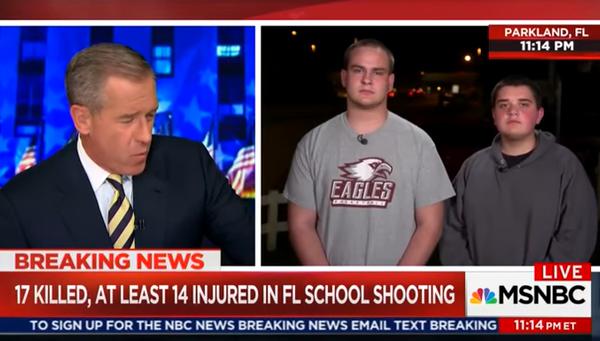 PARKLAND, FL
11:14 PM
EAGLES
BASKETBALL
BREAKING NEWS
LIVE
17 KILLED, AT LEAST 14 INJURED IN FL SCHOOL SHOOTING
MSNBC
TO SIGN UP FOR THE NBC NEWS BREAKING NEWS EMAIL TEXT BREAKING
11:14 PM ET